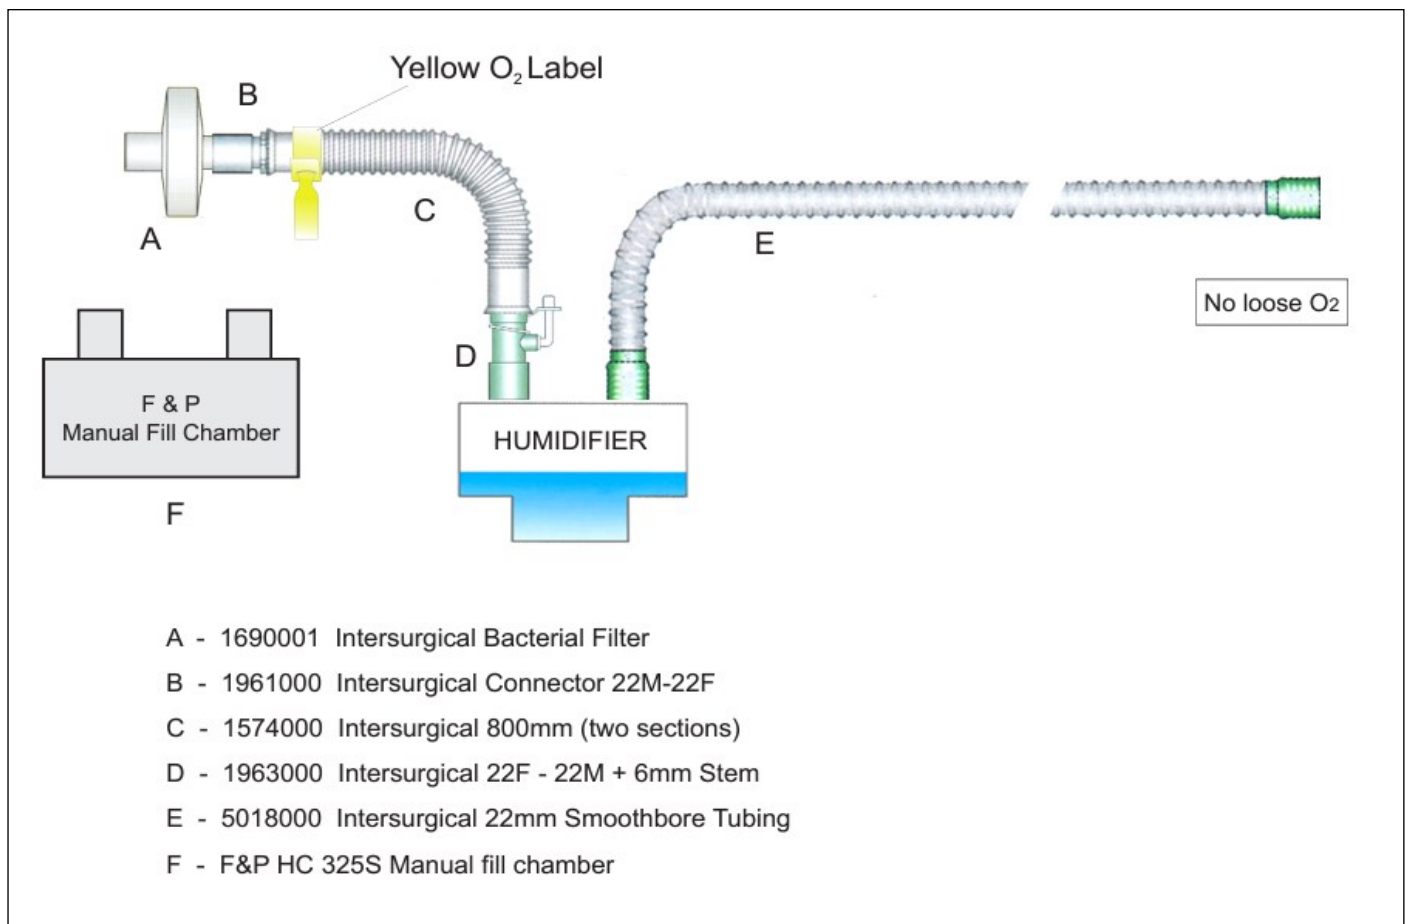 Yellow O₂ Label
B
A
C
E
No loose O2
D
F & P
Manual Fill Chamber
HUMIDIFIER
F
A - 1690001 Intersurgical Bacterial Filter
B - 1961000 Intersurgical Connector 22M-22F
C - 1574000 Intersurgical 800mm (two sections)
D - 1963000 Intersurgical 22F - 22M + 6mm Stem
E - 5018000 Intersurgical 22mm Smoothbore Tubing
F - F&P HC 325S Manual fill chamber